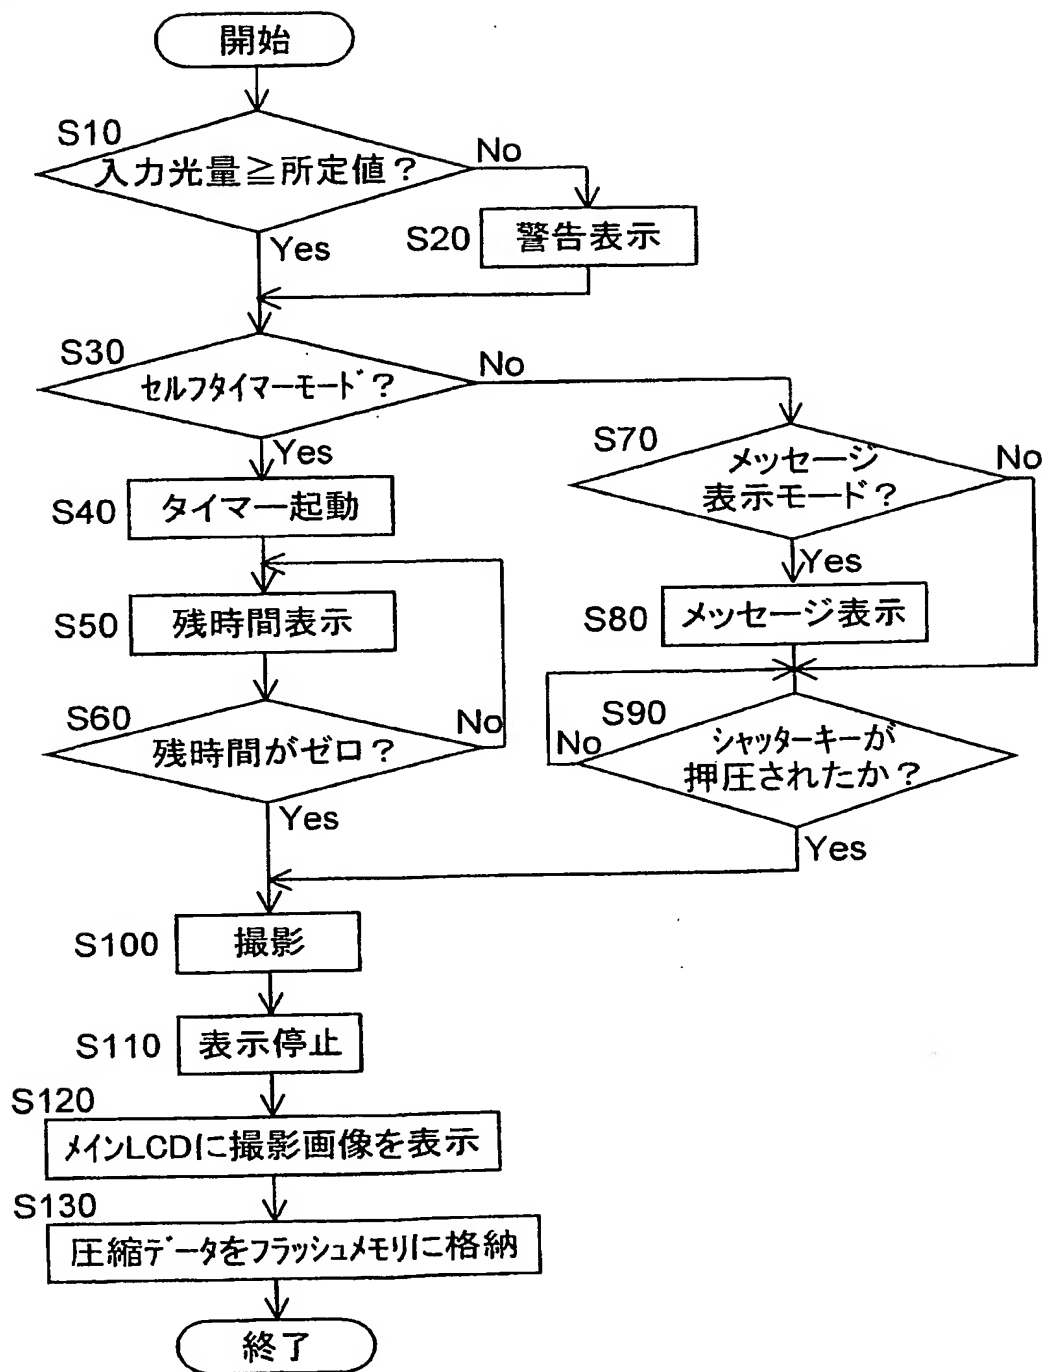 開始
S10
入力光量≧所定値？
No
Yes
S20
警告表示
S30
セルフタイマーモード？
No
Yes
S40
タイマー起動
S50
残時間表示
S60
残時間がゼロ？
No
Yes
S70
メッセージ
表示モード？
No
Yes
S80
メッセージ表示
S90
シャッターキーが
押圧されたか？
No
Yes
S100
撮影
S110
表示停止
S120
メインLCDに撮影画像を表示
S130
圧縮データをフラッシュメモリに格納
終了